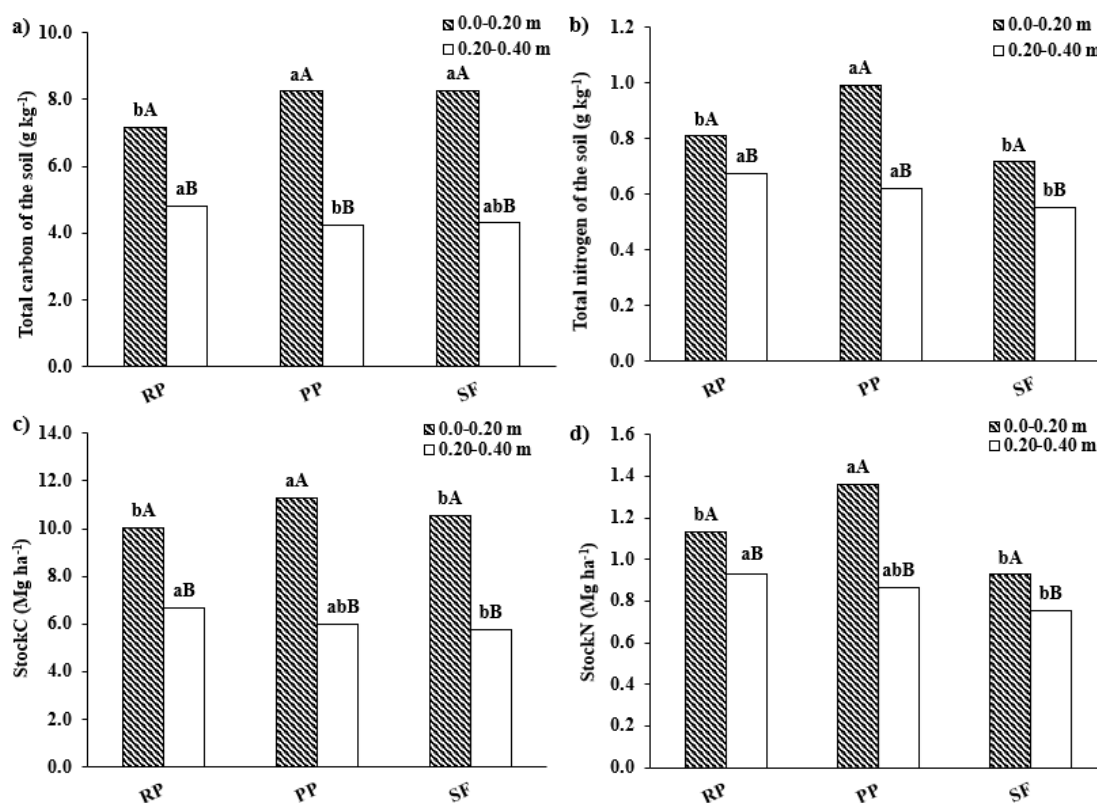 a)
0.0-0.20 m
0.20-0.40 m
Total carbon of the soil (g kg-1)
10.0
8.0
6.0
4.0
2.0
0.0
bA
aB
aA
bB
aA
abB
RP
PP
SF
b)
0.0-0.20 m
0.20-0.40 m
Total nitrogen of the soil (g kg-1)
1.2
1.0
0.8
0.6
0.4
0.2
0.0
bA
aB
aA
aB
bA
bB
RP
PP
SF
c)
0.0-0.20 m
0.20-0.40 m
StockC (Mg ha-1)
14.0
12.0
10.0
8.0
6.0
4.0
2.0
0.0
bA
aB
aA
abB
bA
bB
RP
PP
SF
d)
0.0-0.20 m
0.20-0.40 m
StockN (Mg ha-1)
1.6
1.4
1.2
1.0
0.8
0.6
0.4
0.2
0.0
bA
aB
aA
abB
bA
bB
RP
PP
SF